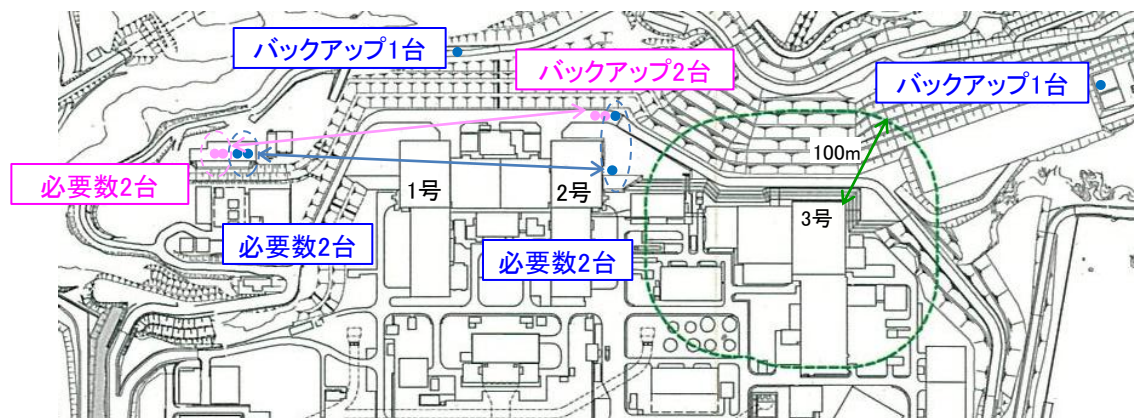 バックアップ1台
バックアップ2台
バックアップ1台
100m
必要数2台
1号
2号
3号
必要数2台
必要数2台